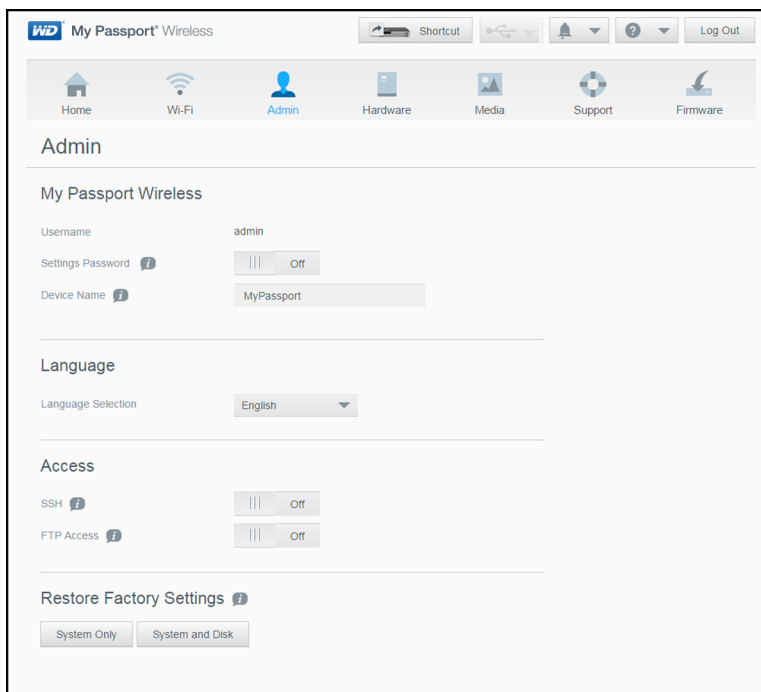 WD My Passport® Wireless
Shortcut
Log Out
Home Wi-Fi Admin Hardware Media Support Firmware
Admin
My Passport Wireless
Username admin
Settings Password i Off
Device Name i MyPassport
Language
Language Selection English
Access
SSH i Off
FTP Access i Off
Restore Factory Settings i
System Only System and Disk